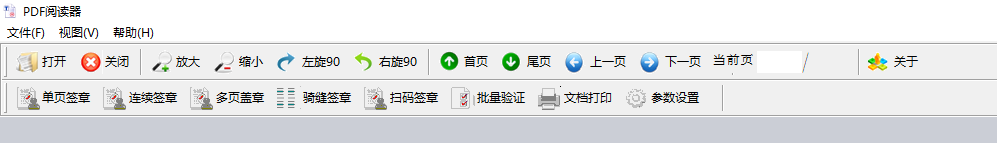 PDF阅读器
文件(F) 视图(V) 帮助(H)
打开 关闭 放大 缩小 左旋90 右旋90 首页 尾页 上一页 下一页 当前页 / 关于
单页签章 连续签章 多页盖章 骑缝签章 扫码签章 批量验证 文档打印 参数设置